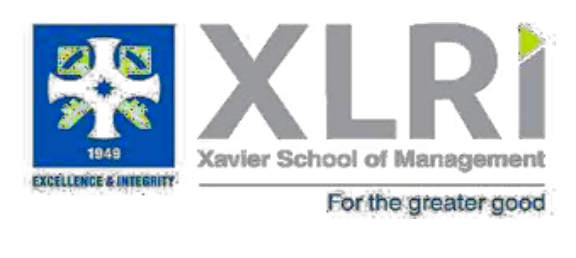 1949
EXCELLENCE & INTEGRITY
XLRI
Xavier School of Management
For the greater good